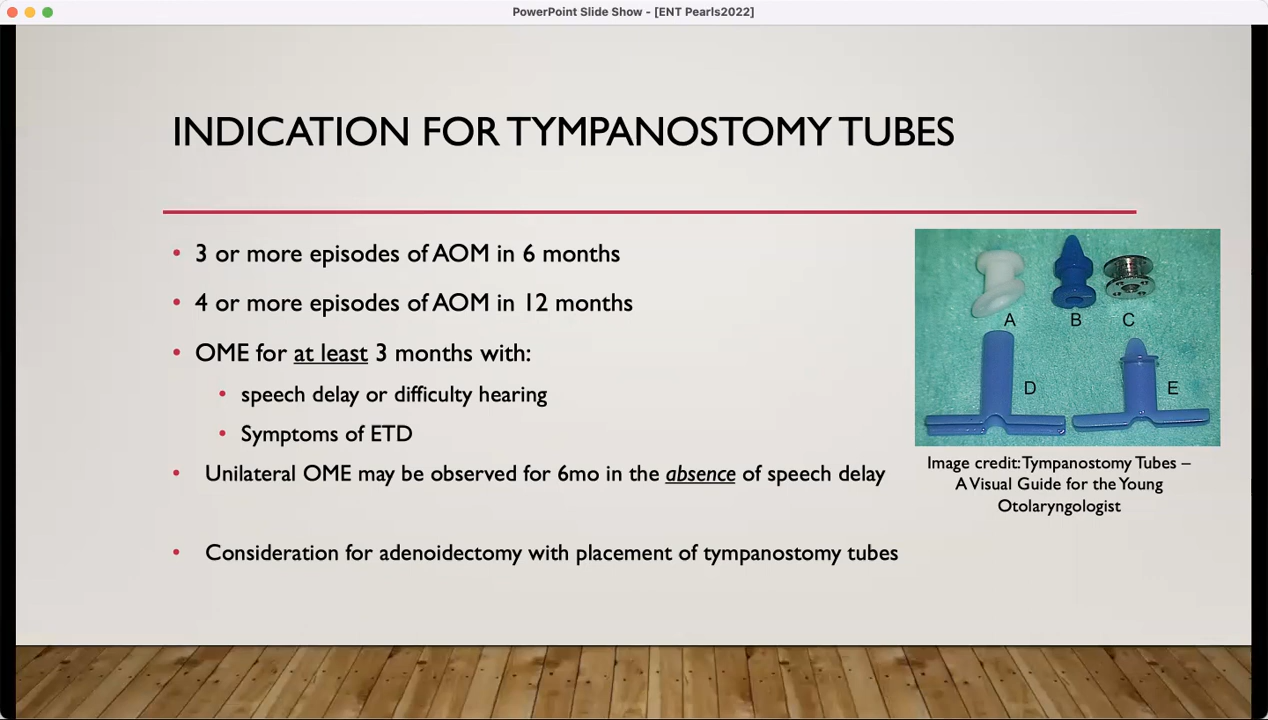 PowerPoint Slide Show - [ENT Pearls2022]
INDICATION FOR TYMPANOSTOMY TUBES
• 3 or more episodes of AOM in 6 months
• 4 or more episodes of AOM in 12 months
• OME for at least 3 months with:
• speech delay or difficulty hearing
• Symptoms of ETD
• Unilateral OME may be observed for 6mo in the absence of speech delay
• Consideration for adenoidectomy with placement of tympanostomy tubes
A B C
D E
Image credit: Tympanostomy Tubes –
A Visual Guide for the Young
Otolaryngologist